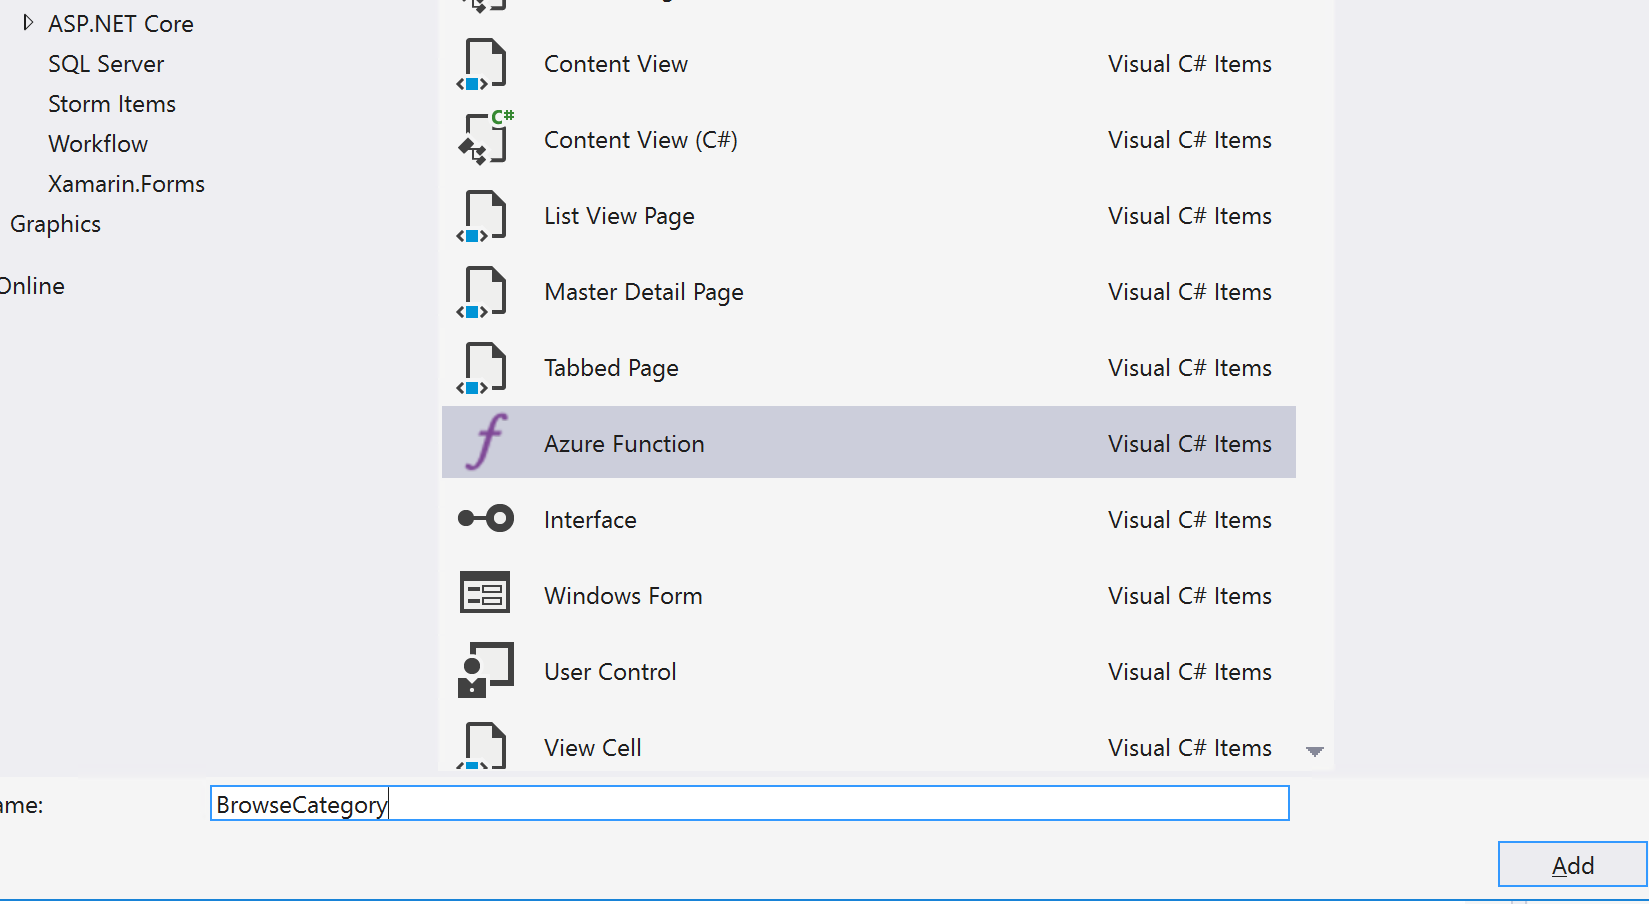 ASP.NET Core
SQL Server
Storm Items
Workflow
Xamarin.Forms
Graphics
Online
Content View Visual C# Items
C#
Content View (C#) Visual C# Items
List View Page Visual C# Items
Master Detail Page Visual C# Items
Tabbed Page Visual C# Items
Azure Function Visual C# Items
Interface Visual C# Items
Windows Form Visual C# Items
User Control Visual C# Items
View Cell Visual C# Items
ame: BrowseCategory
Add